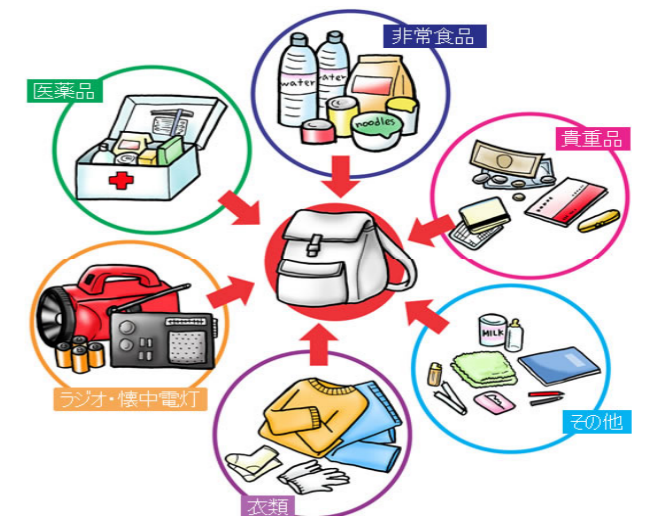 非常食品
医薬品
water
water
noodles
貴重品
MILK
ラジオ・懐中電灯
その他
衣類